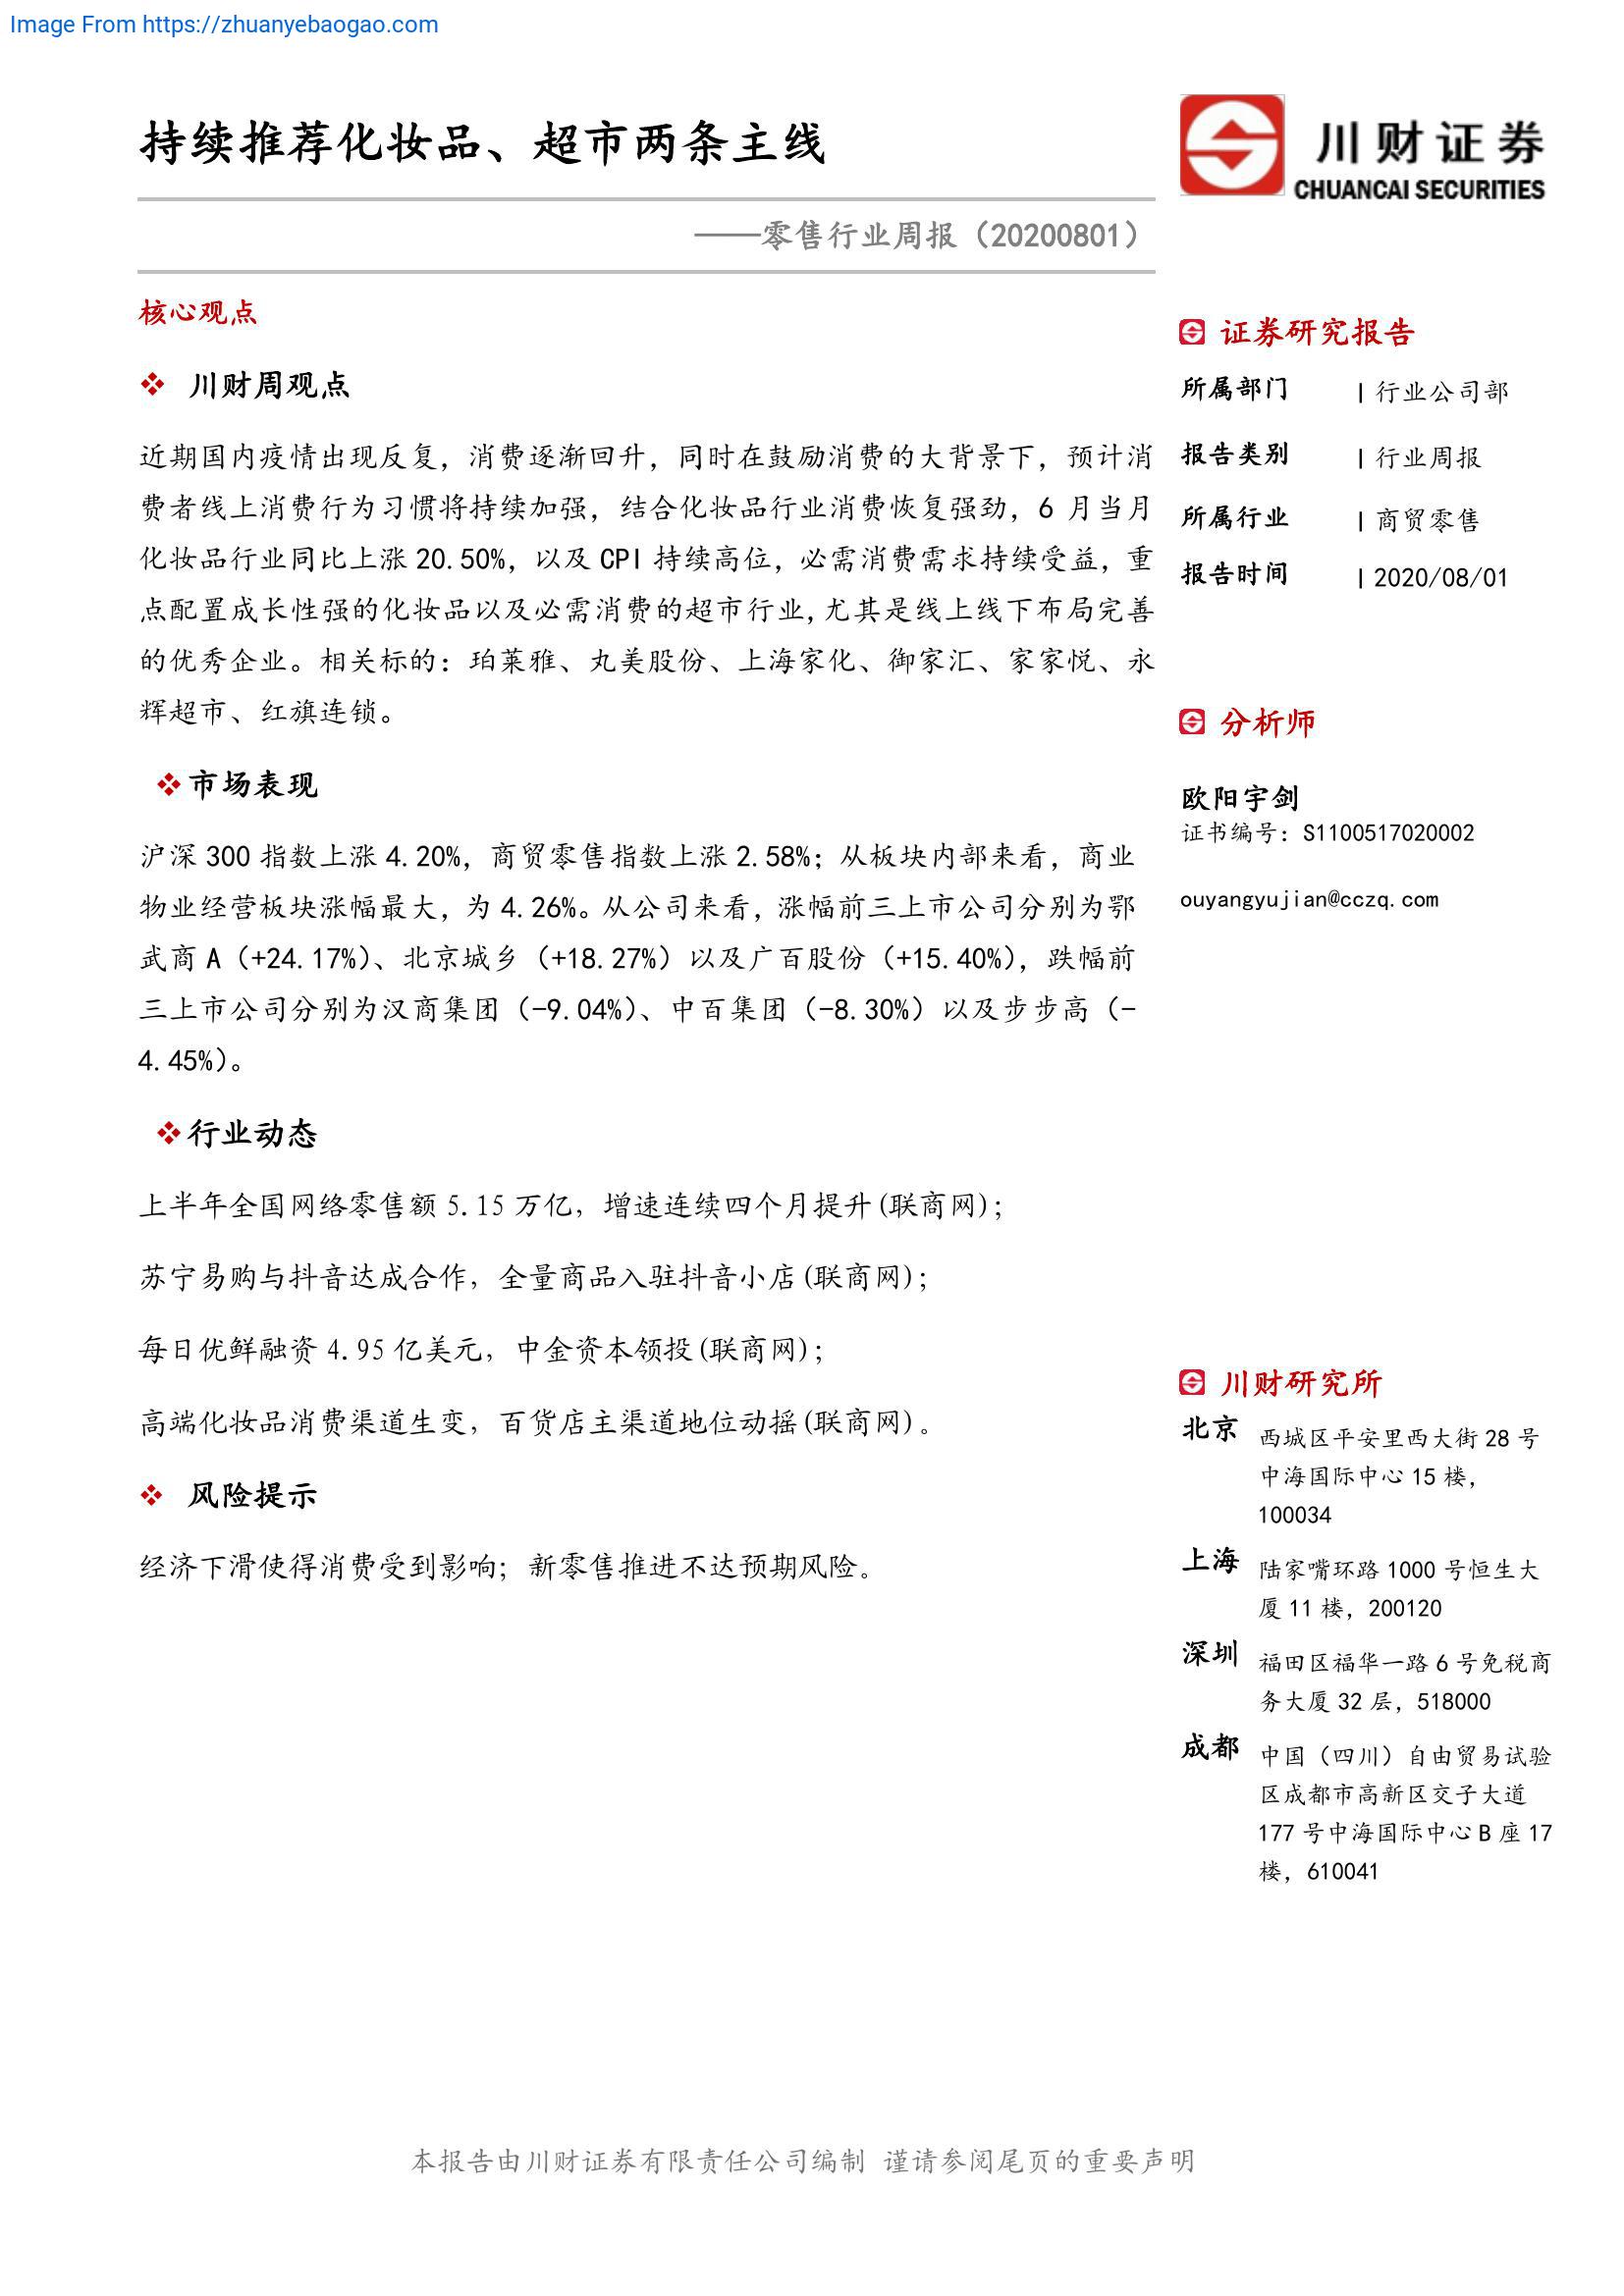 Image From https://zhuanyebaogao.com
持续推荐化妆品、超市两条主线
——零售行业周报（20200801）
川财证券
CHUANCAI SECURITIES
核心观点
❖ 川财周观点
近期国内疫情出现反复，消费逐渐回升，同时在鼓励消费的大背景下，预计消
费者线上消费行为习惯将持续加强，结合化妆品行业消费恢复强劲，6 月当月
化妆品行业同比上涨 20.50%，以及 CPI 持续高位，必需消费需求持续受益，重
点配置成长性强的化妆品以及必需消费的超市行业,尤其是线上线下布局完善
的优秀企业。相关标的：珀莱雅、丸美股份、上海家化、御家汇、家家悦、永
辉超市、红旗连锁。
❖市场表现
沪深 300 指数上涨 4.20%，商贸零售指数上涨 2.58%；从板块内部来看，商业
物业经营板块涨幅最大，为 4.26%。从公司来看，涨幅前三上市公司分别为鄂
武商 A（+24.17%）、北京城乡（+18.27%）以及广百股份（+15.40%），跌幅前
三上市公司分别为汉商集团（-9.04%）、中百集团（-8.30%）以及步步高（-
4.45%）。
❖行业动态
上半年全国网络零售额 5.15 万亿，增速连续四个月提升(联商网)；
苏宁易购与抖音达成合作，全量商品入驻抖音小店(联商网)；
每日优鲜融资 4.95 亿美元，中金资本领投(联商网)；
高端化妆品消费渠道生变，百货店主渠道地位动摇(联商网)。
❖ 风险提示
经济下滑使得消费受到影响；新零售推进不达预期风险。
证券研究报告
所属部门 | 行业公司部
报告类别 | 行业周报
所属行业 | 商贸零售
报告时间 | 2020/08/01
分析师
欧阳宇剑
证书编号：S1100517020002
ouyangyujian@cczq.com
川财研究所
北京 西城区平安里西大街 28 号
中海国际中心 15 楼，
100034
上海 陆家嘴环路 1000 号恒生大
厦 11 楼，200120
深圳 福田区福华一路 6 号免税商
务大厦 32 层，518000
成都 中国（四川）自由贸易试验
区成都市高新区交子大道
177 号中海国际中心 B 座 17
楼，610041
本报告由川财证券有限责任公司编制 谨请参阅尾页的重要声明